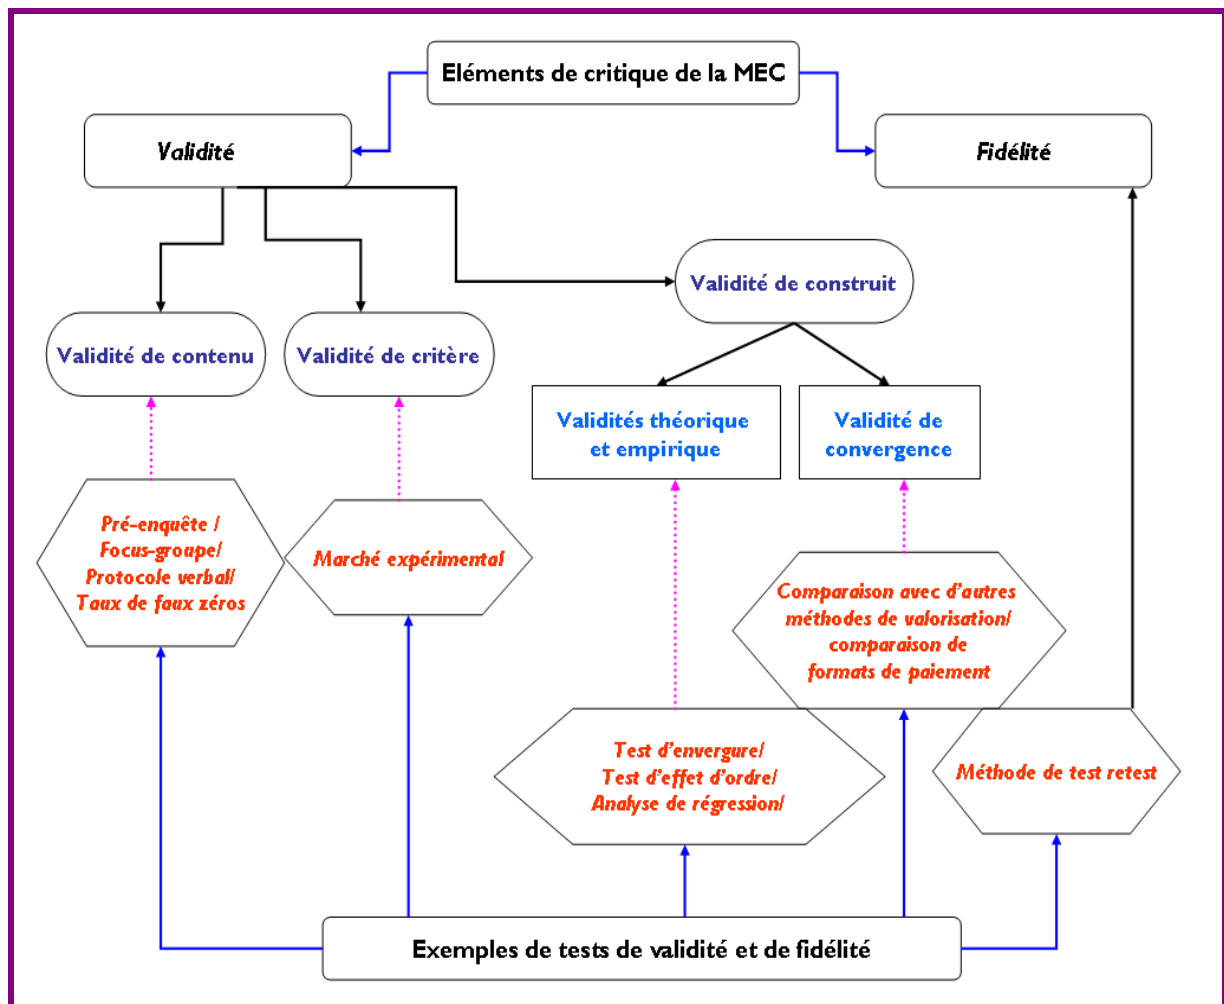 Eléments de critique de la MEC
Validité
Fidélité
Validité de construit
Validité de contenu
Validité de critère
Validités théorique
et empirique
Validité de
convergence
Pré-enquête /
Focus-groupe/
Protocole verbal/
Taux de faux zéros
Marché expérimental
Comparaison avec d'autres
méthodes de valorisation/
comparaison de
formats de paiement
Test d'envergure/
Test d'effet d'ordre/
Analyse de régression/
Méthode de test retest
Exemples de tests de validité et de fidélité